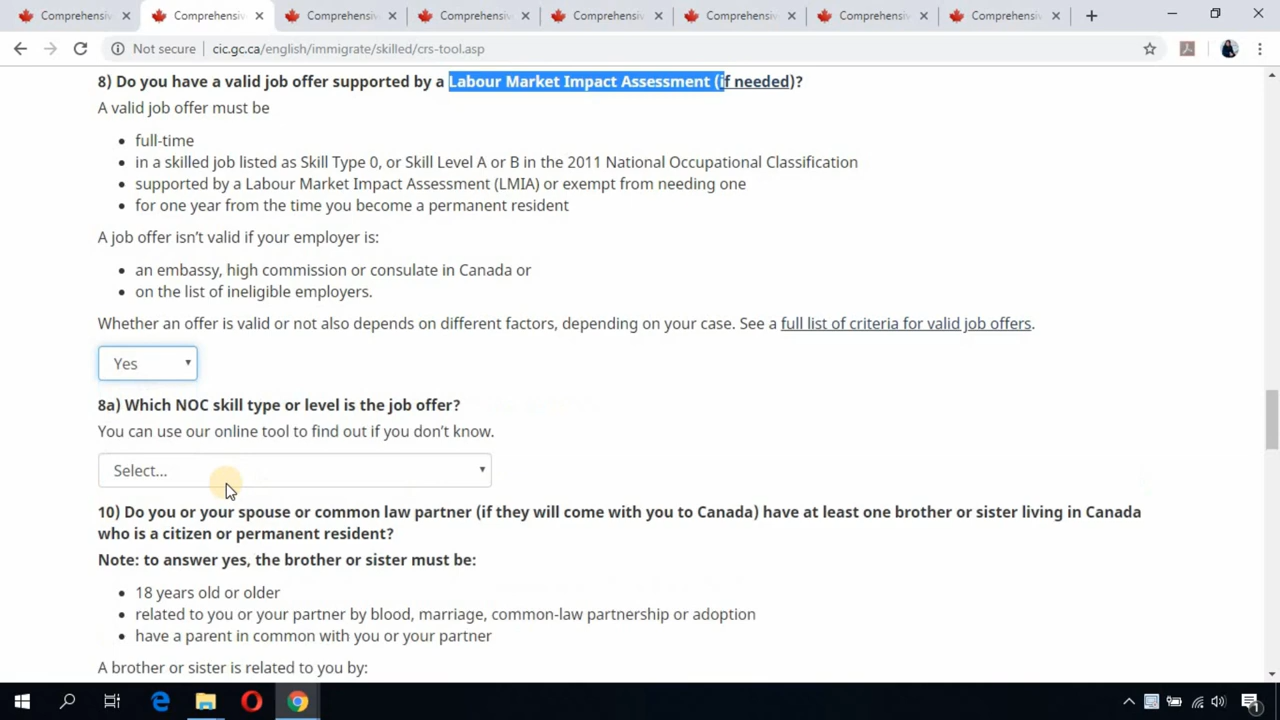 Comprehensiv
Comprehensiv
Comprehensiv
Comprehensiv
Comprehensiv
Comprehensiv
Comprehensiv
Comprehensiv
Not secure
cic.gc.ca/english/immigrate/skilled/crs-tool.asp
8) Do you have a valid job offer supported by a Labour Market Impact Assessment (if needed)?
A valid job offer must be
• full-time
• in a skilled job listed as Skill Type 0, or Skill Level A or B in the 2011 National Occupational Classification
• supported by a Labour Market Impact Assessment (LMIA) or exempt from needing one
• for one year from the time you become a permanent resident
A job offer isn’t valid if your employer is:
• an embassy, high commission or consulate in Canada or
• on the list of ineligible employers.
Whether an offer is valid or not also depends on different factors, depending on your case. See a full list of criteria for valid job offers.
Yes
8a) Which NOC skill type or level is the job offer?
You can use our online tool to find out if you don’t know.
Select...
10) Do you or your spouse or common law partner (if they will come with you to Canada) have at least one brother or sister living in Canada
who is a citizen or permanent resident?
Note: to answer yes, the brother or sister must be:
• 18 years old or older
• related to you or your partner by blood, marriage, common-law partnership or adoption
• have a parent in common with you or your partner
A brother or sister is related to you by:
1